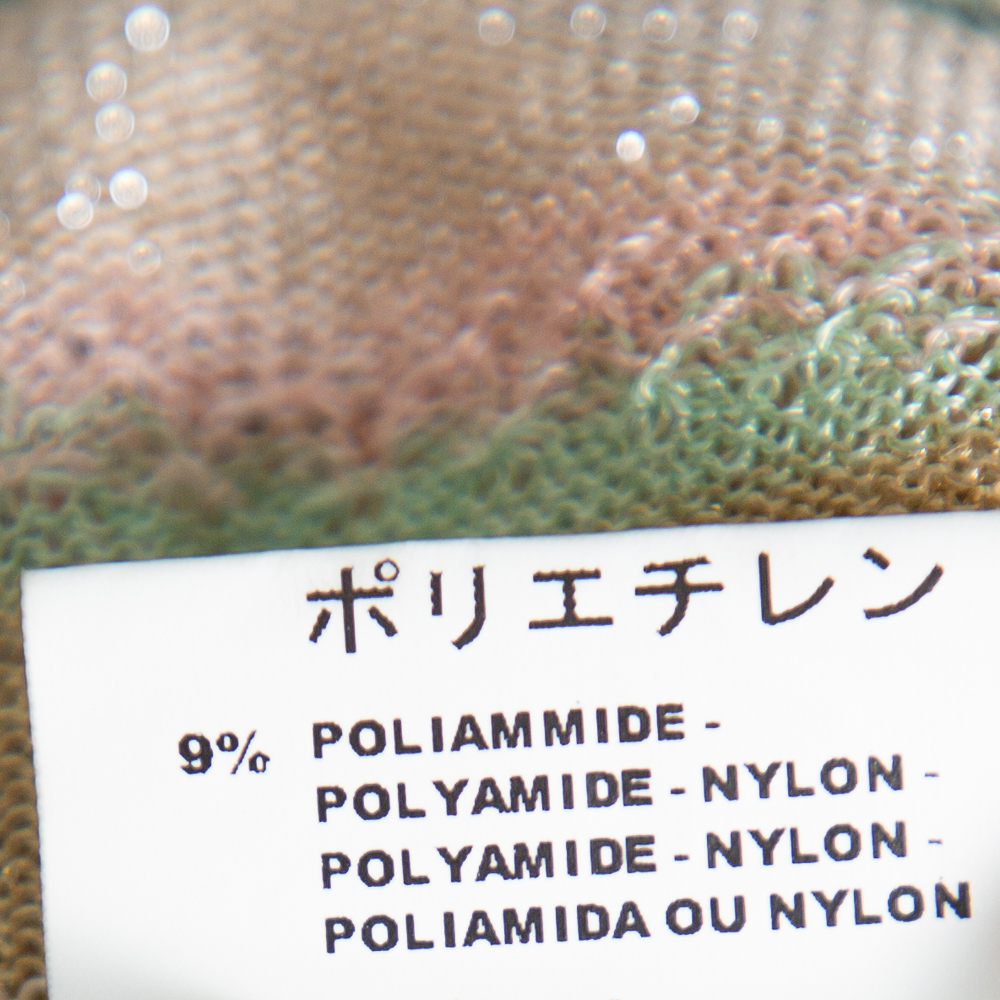 ポリエチレン
9% POLIAMMIDE -
POLYAMIDE - NYLON -
POLYAMIDE - NYLON -
POLIAMIDA OU NYLON